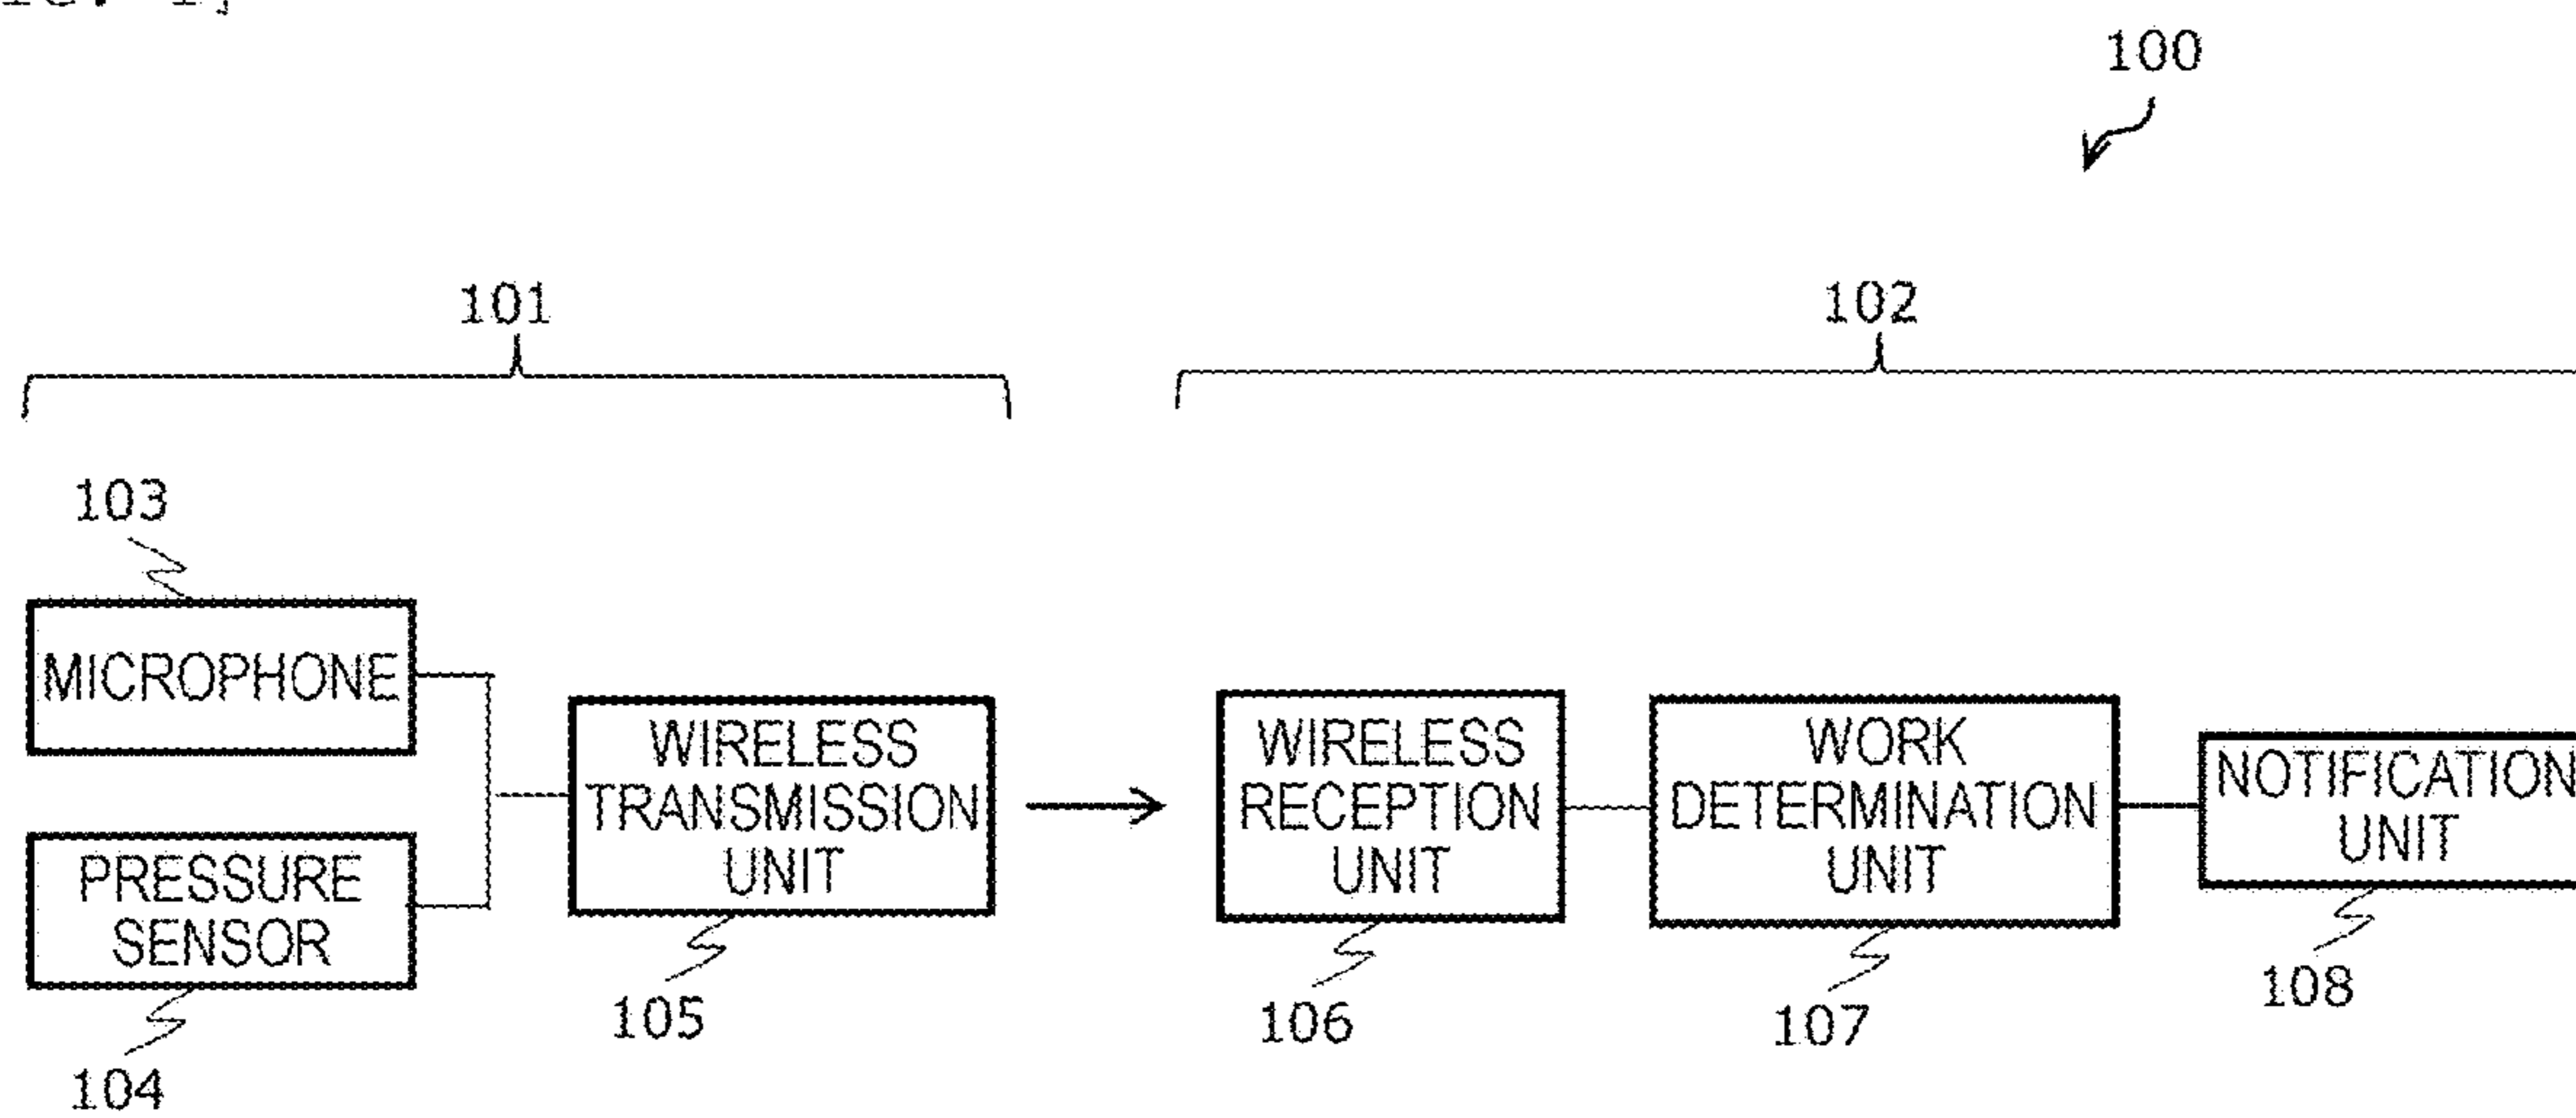 100
101
102
103
MICROPHONE
WIRELESS
TRANSMISSION
UNIT
WIRELESS
RECEPTION
UNIT
WORK
DETERMINATION
UNIT
NOTIFICATION
UNIT
PRESSURE
SENSOR
104
105
106
107
108